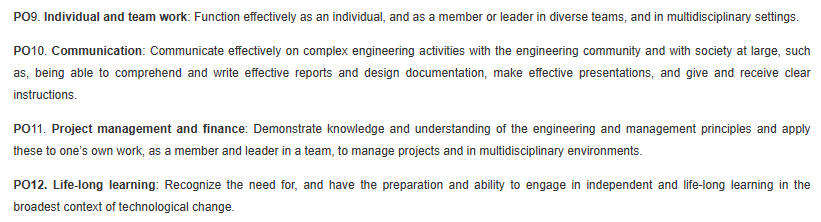 PO9. Individual and team work: Function effectively as an individual, and as a member or leader in diverse teams, and in multidisciplinary settings.
PO10. Communication: Communicate effectively on complex engineering activities with the engineering community and with society at large, such
as, being able to comprehend and write effective reports and design documentation, make effective presentations, and give and receive clear
instructions.
PO11. Project management and finance: Demonstrate knowledge and understanding of the engineering and management principles and apply
these to one's own work, as a member and leader in a team, to manage projects and in multidisciplinary environments.
PO12. Life-long learning: Recognize the need for, and have the preparation and ability to engage in independent and life-long learning in the
broadest context of technological change.